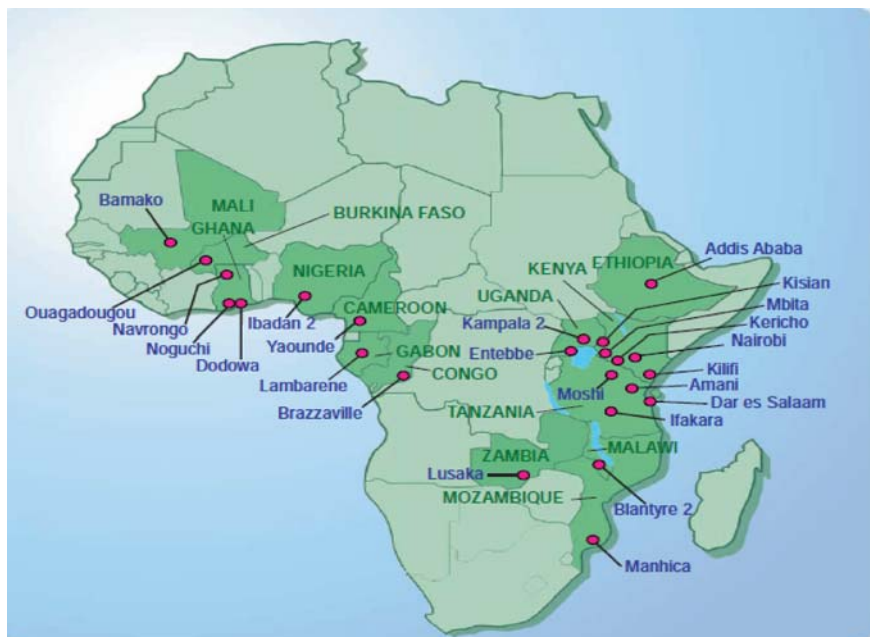 Bamako
MALI
GHANA
BURKINA FASO
NIGERIA
Ouagadougou
Navrongo
Noguchi
Dodowa
Ibadan 2
CAMEROON
Yaounde
GABON
Lambarene
CONGO
Brazzaville
Addis Ababa
KENYA
ETHIOPIA
Kisian
UGANDA
Mbita
Kampala 2
Kericho
Entebbe
Nairobi
Kilifi
Moshi
Amani
Dar es Salaam
TANZANIA
Ifakara
ZAMBIA
MALAWI
Lusaka
MOZAMBIQUE
Blantyre 2
Manhica